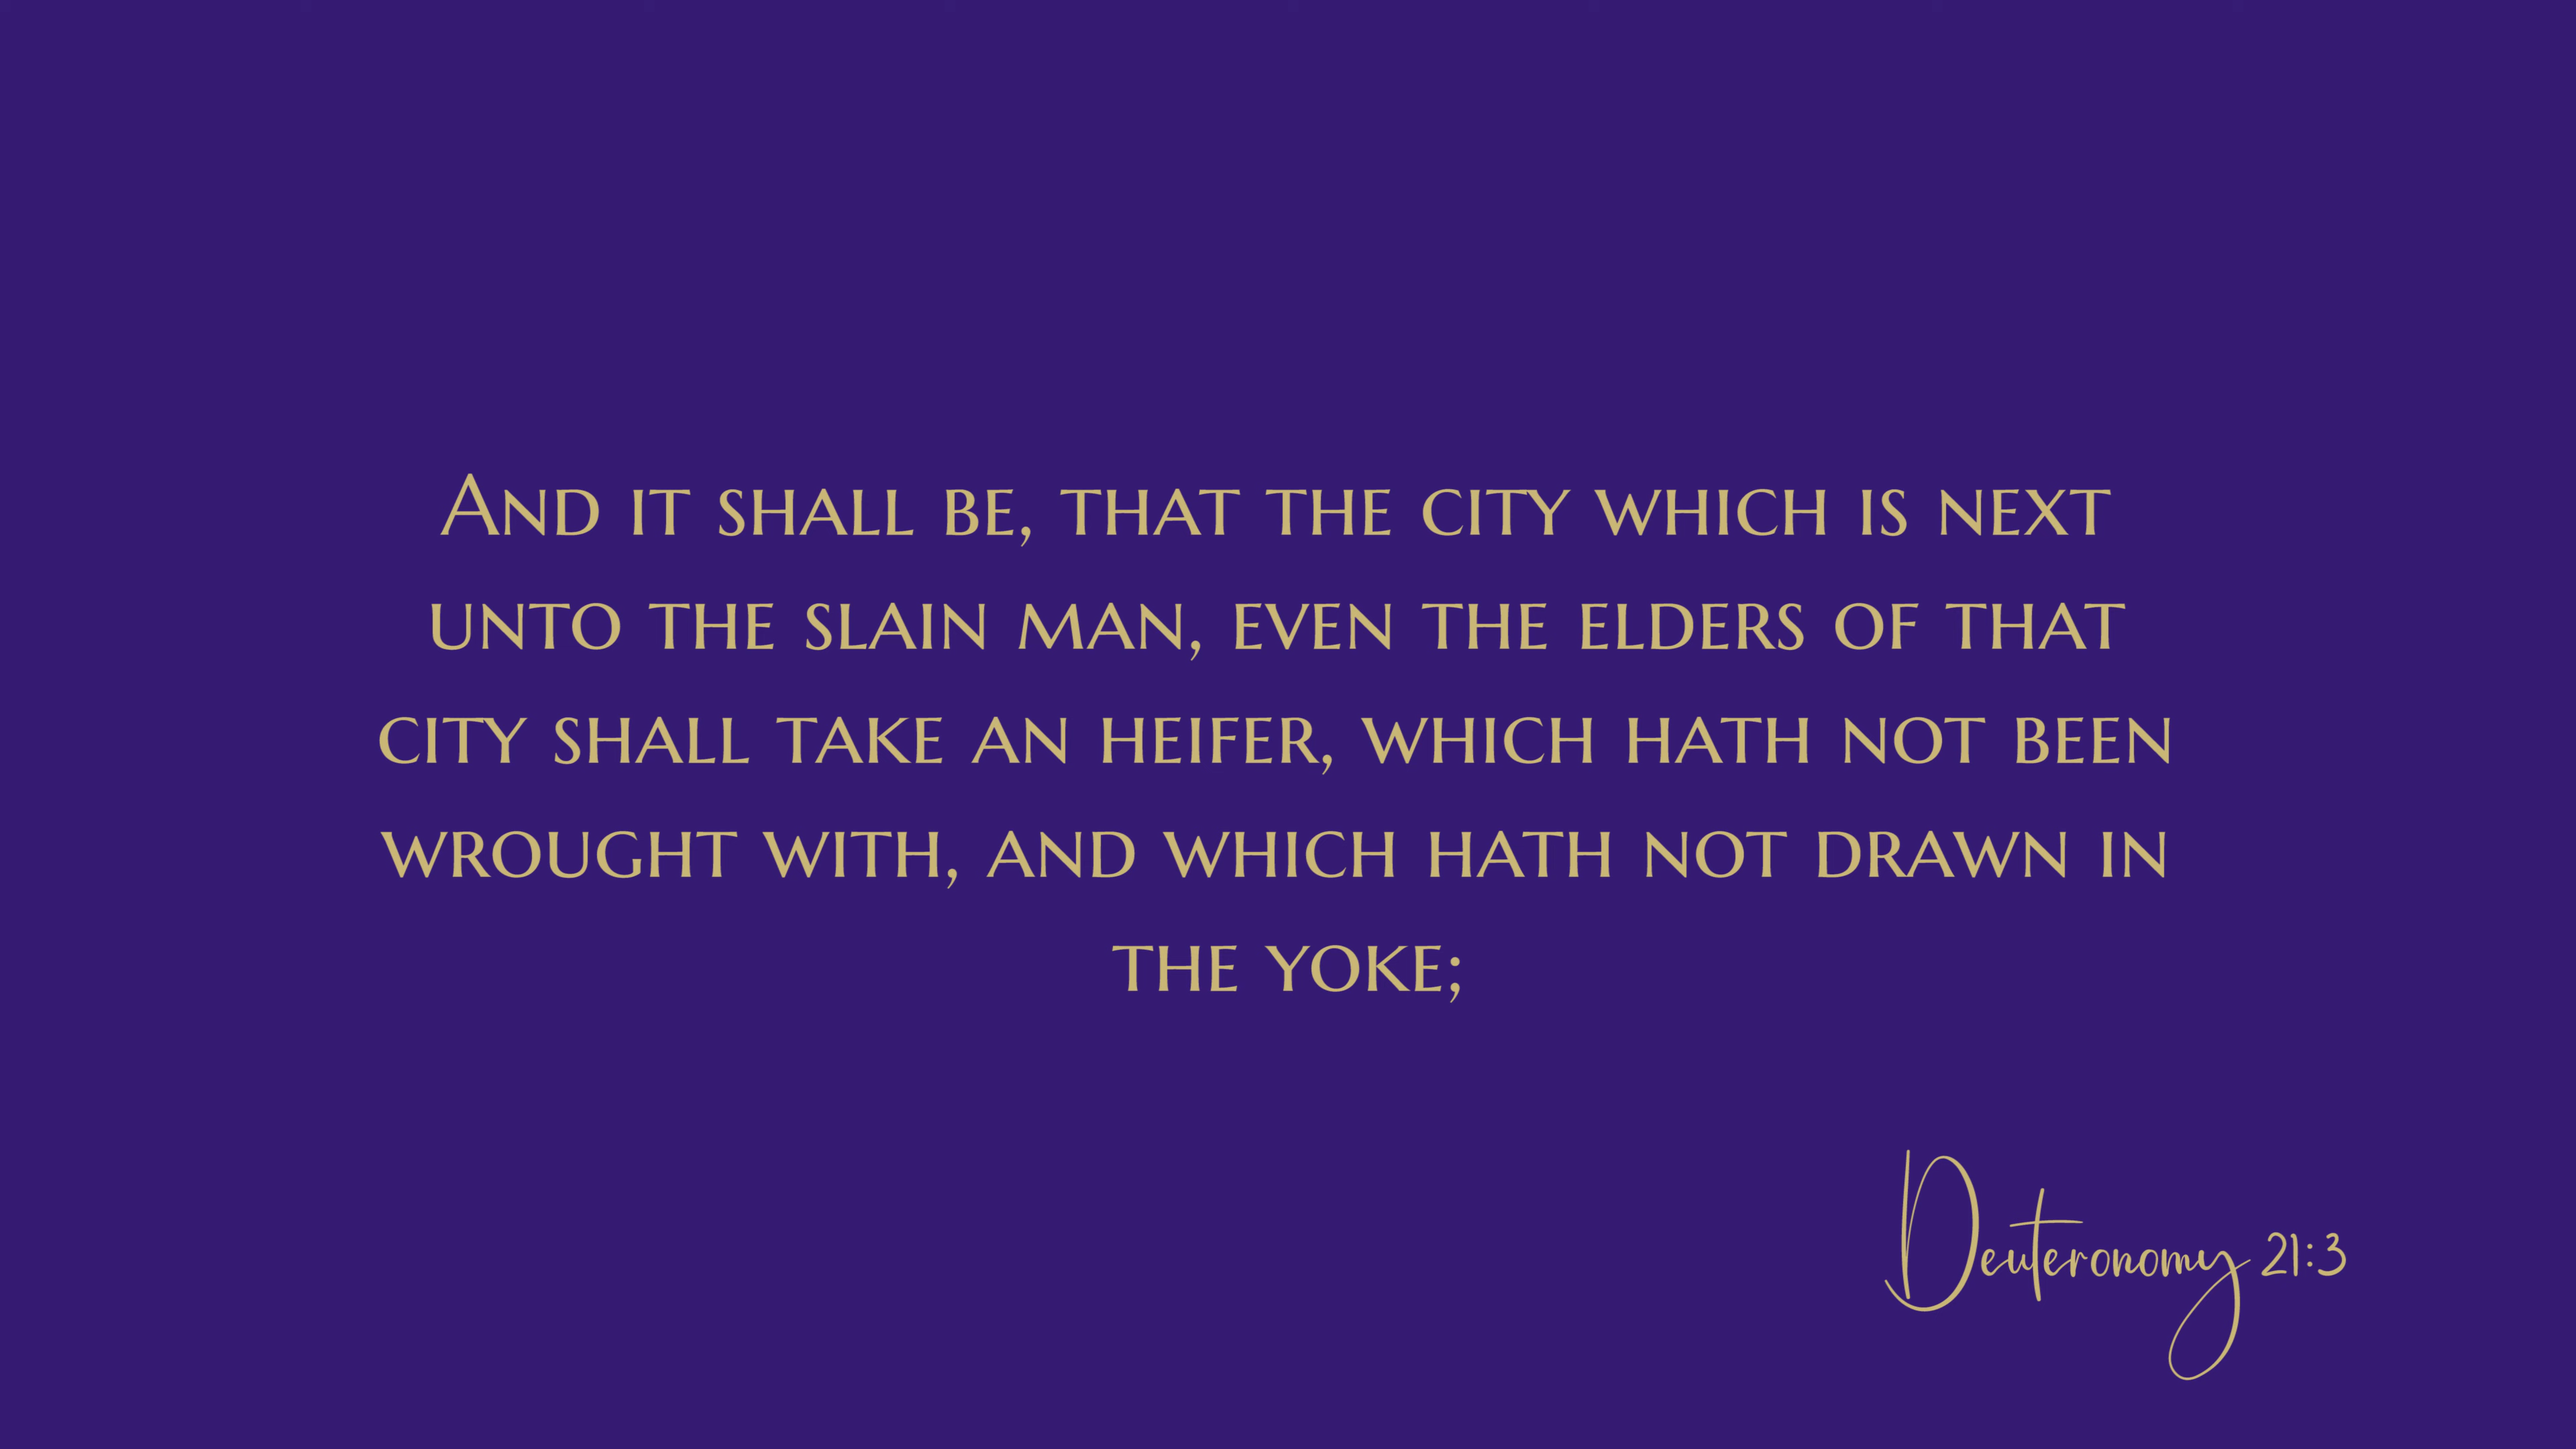 And it shall be, that the city which is next
unto the slain man, even the elders of that
city shall take an heifer, which hath not been
wrought with, and which hath not drawn in
the yoke;
Deuteronomy 21:3